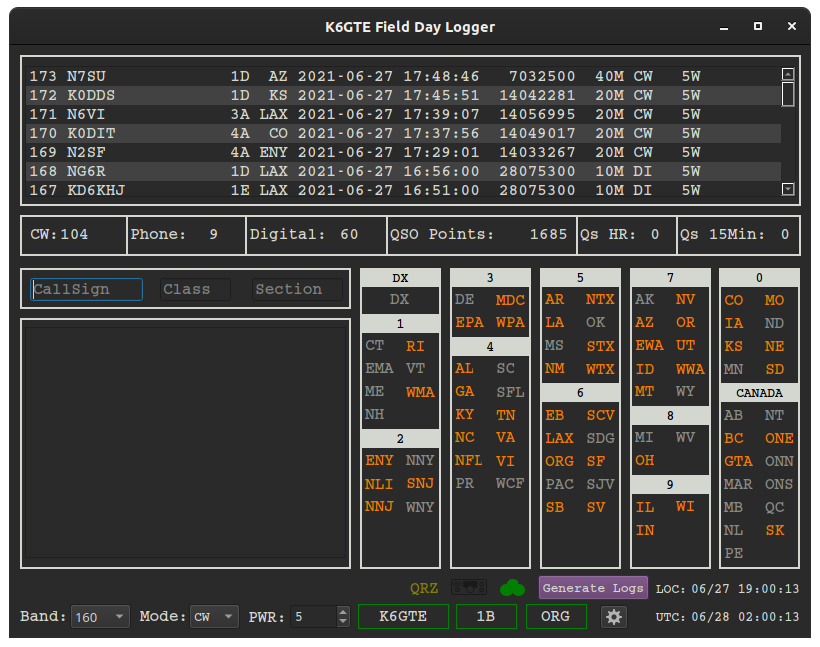 K6GTE Field Day Logger
173 N7SU 1D AZ 2021-06-27 17:48:46 7032500 40M CW 5W
172 K0DDS 1D KS 2021-06-27 17:45:51 14042281 20M CW 5W
171 N6VI 3A LAX 2021-06-27 17:39:07 14056995 20M CW 5W
170 K0DIT 4A CO 2021-06-27 17:37:56 14049017 20M CW 5W
169 N2SF 4A ENY 2021-06-27 17:29:01 14033267 20M CW 5W
168 NG6R 1D LAX 2021-06-27 16:56:00 28075300 10M DI 5W
167 KD6KHJ 1E LAX 2021-06-27 16:51:00 28075300 10M DI 5W
CW:104 Phone: 9 Digital: 60 QSO Points: 1685 Qs HR: 0 Qs 15Min: 0
CallSign Class Section
DX
DX
1
CT RI
EMA VT
ME WMA
NH
2
ENY NNY
NLI SNJ
NNJ WNY
3
DE MDC
EPA WPA
4
AL SC
GA SFL
KY TN
NC VA
NFL VI
PR WCF
5
AR NTX
LA OK
MS STX
NM WTX
6
EB SCV
LAX SDG
ORG SF
PAC SJV
SB SV
7
AK NV
AZ OR
EWA UT
ID WWA
MT WY
8
MI WV
OH
9
IL WI
IN
0
CO MO
IA ND
KS NE
MN SD
CANADA
AB NT
BC ONE
GTA ONN
MAR ONS
MB QC
NL SK
PE
QRZ Generate Logs LOC: 06/27 19:00:13
Band: 160 Mode: CW PWR: 5 K6GTE 1B ORG UTC: 06/28 02:00:13